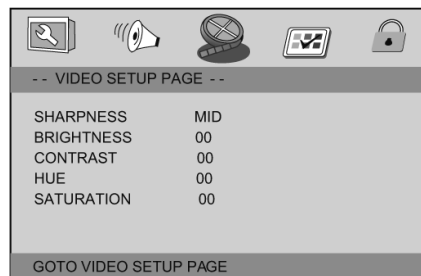 - - VIDEO SETUP PAGE - -
SHARPNESS MID
BRIGHTNESS 00
CONTRAST 00
HUE 00
SATURATION 00
GOTO VIDEO SETUP PAGE